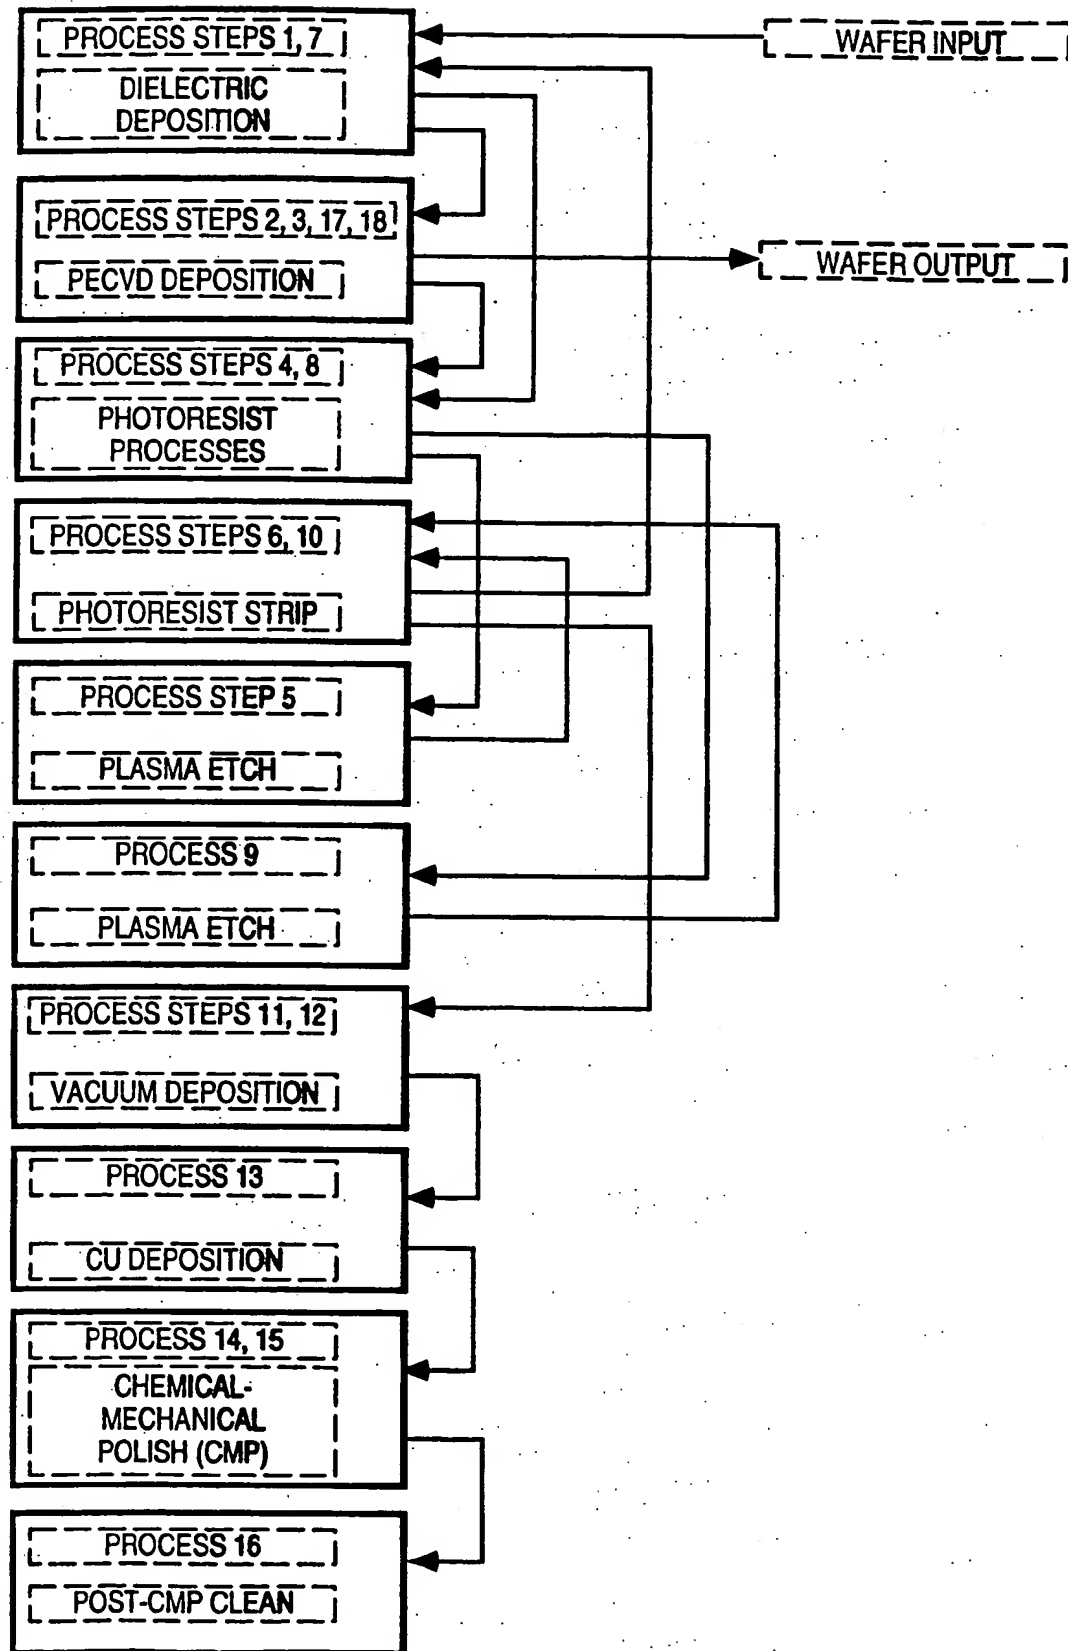 PROCESS STEPS 1, 7
WAFER INPUT
DIELECTRIC
DEPOSITION
PROCESS STEPS 2, 3, 17, 18
WAFER OUTPUT
PECVD DEPOSITION
PROCESS STEPS 4, 8
PHOTORESIST
PROCESSES
PROCESS STEPS 6, 10
PHOTORESIST STRIP
PROCESS STEP 5
PLASMA ETCH
PROCESS 9
PLASMA ETCH
PROCESS STEPS 11, 12
VACUUM DEPOSITION
PROCESS 13
CU DEPOSITION
PROCESS 14, 15
CHEMICAL-
MECHANICAL
POLISH (CMP)
PROCESS 16
POST-CMP CLEAN